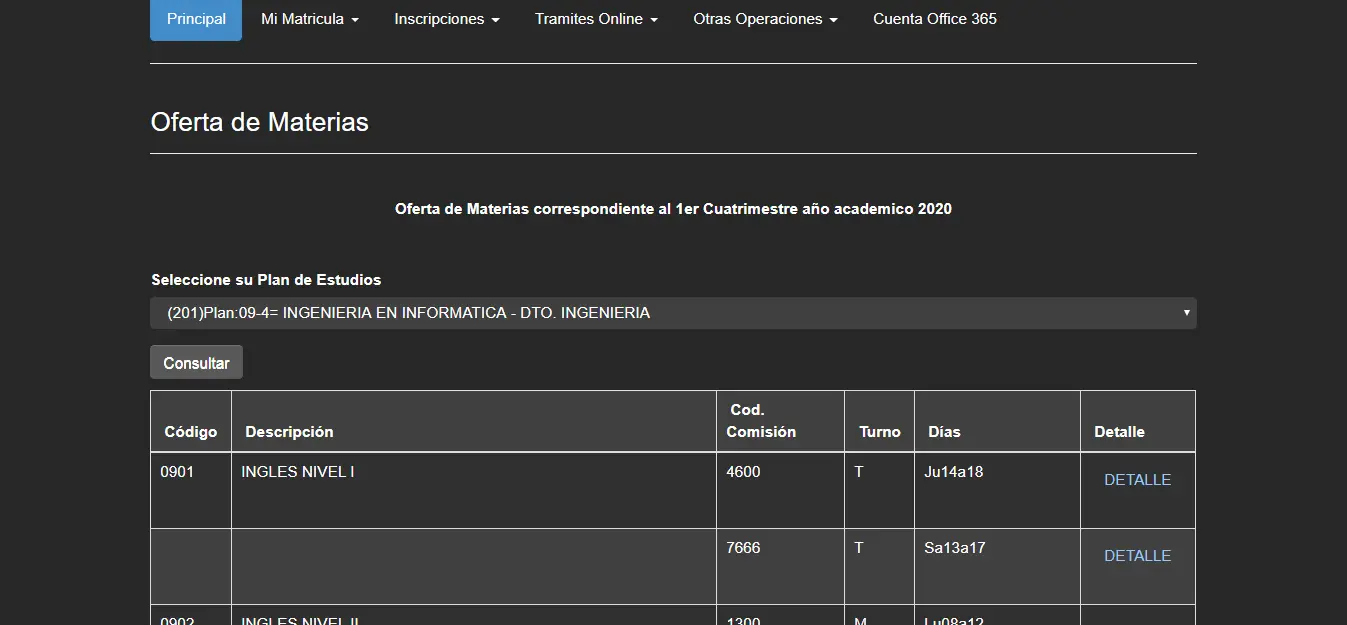 Principal Mi Matricula Inscripciones Tramites Online Otras Operaciones Cuenta Office 365
Oferta de Materias
Oferta de Materias correspondiente al 1er Cuatrimestre año academico 2020
Seleccione su Plan de Estudios
(201)Plan:09-4= INGENIERIA EN INFORMATICA - DTO. INGENIERIA
Consultar
Código Descripción Cod. Comisión Turno Días Detalle
0901 INGLES NIVEL I 4600 T Ju14a18 DETALLE
7666 T Sa13a17 DETALLE
0902 INGLES NIVEL II 1300 M Lu08a12